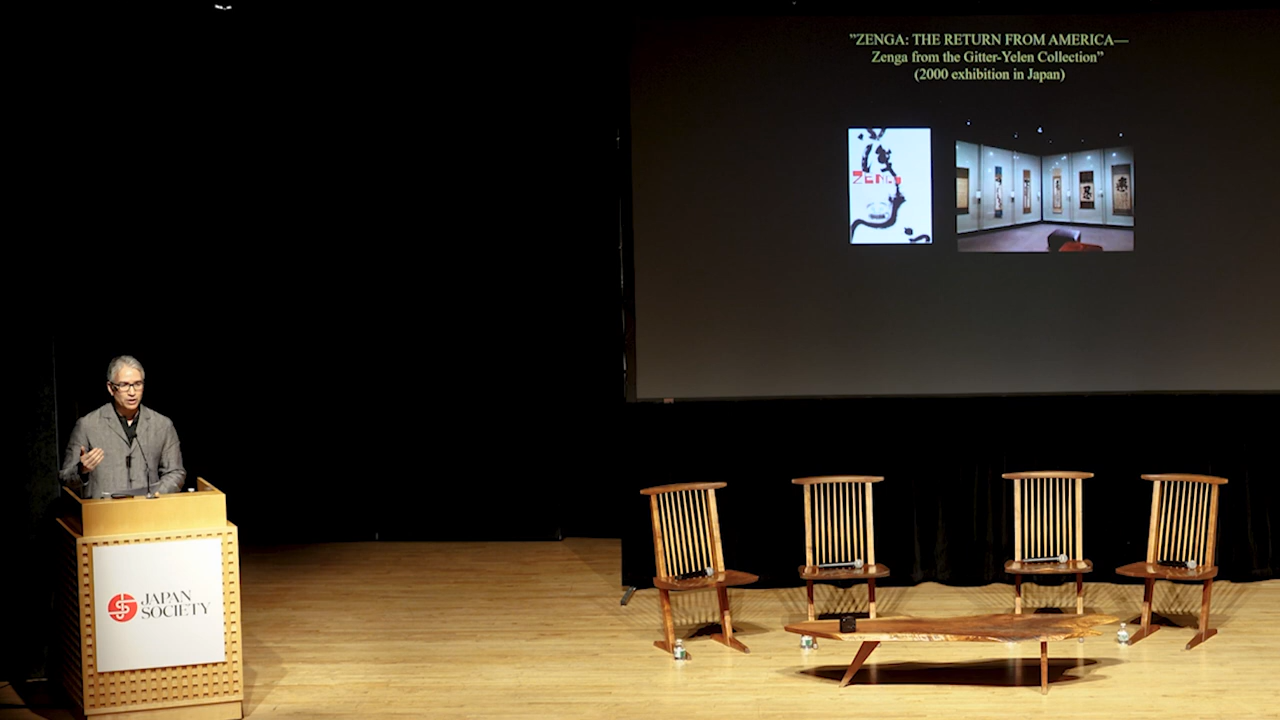 ”ZENGA: THE RETURN FROM AMERICA—
Zenga from the Gitter-Yelen Collection”
(2000 exhibition in Japan)
ZENGA
JAPAN
SOCIETY